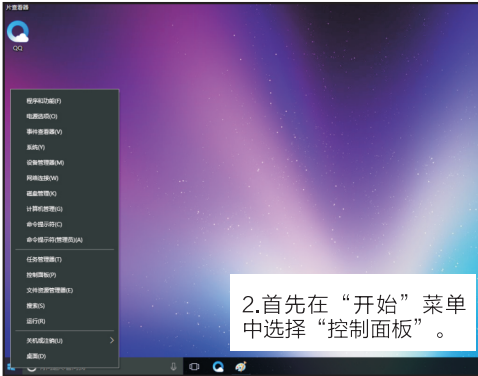 片查看器
QQ
程序和功能(F)
电源选项(O)
事件查看器(V)
系统(Y)
设备管理器(M)
网络连接(W)
磁盘管理(K)
计算机管理(G)
命令提示符(C)
命令提示符(管理员)(A)
任务管理器(T)
控制面板(P)
文件资源管理器(E)
搜索(S)
运行(R)
关机或注销(U)
桌面(D)
2.首先在“开始”菜单
中选择“控制面板”。